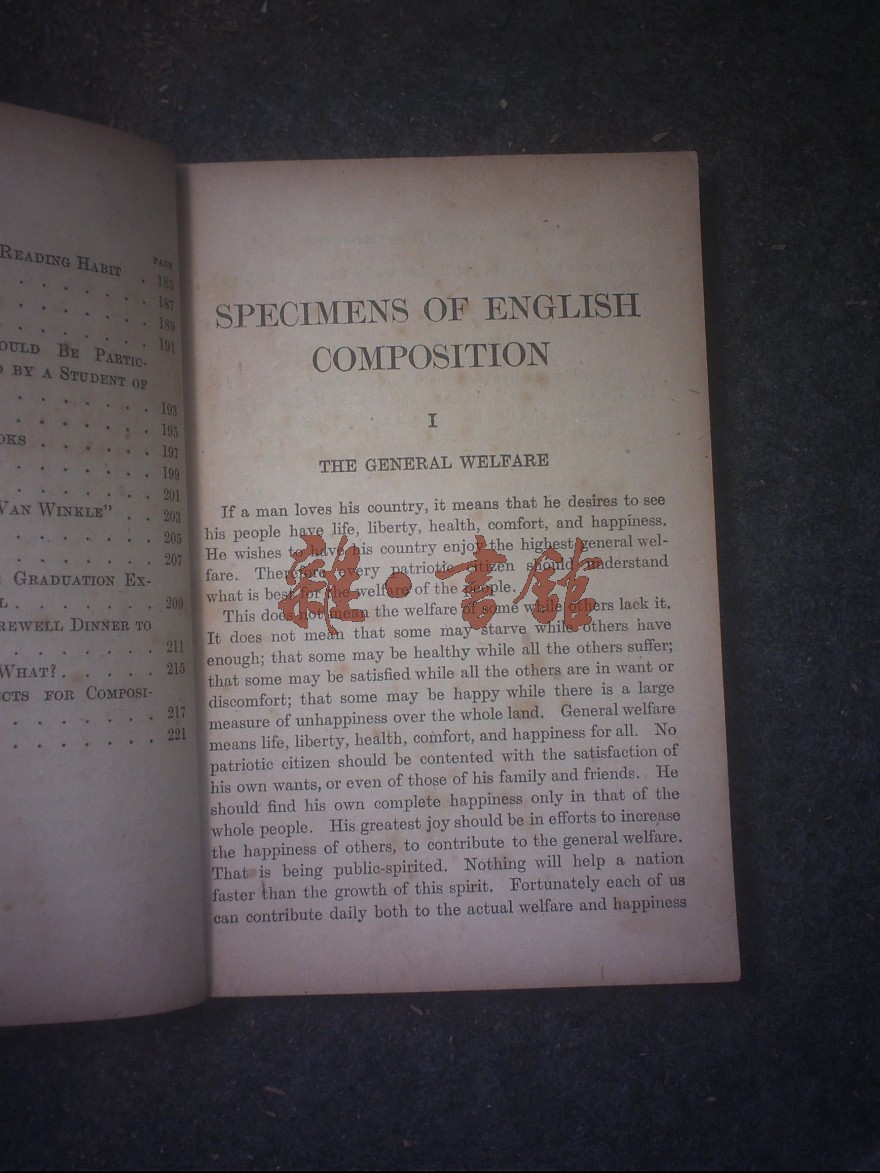 READING HABIT
PAGE
. 185
. . . . . . . 187
. . . . . . . 189
. . . . . . . 191
OULD BE PARTIC-
BY A STUDENT OF
. . . . . . . 193
. . . . . . . 195
OKS . . . . . 197
. . . . . . . 199
. . . . . . . 201
VAN WINKLE" . . 203
. . . . . . . 205
. . . . . . . 207
GRADUATION EX-
L . . . . . . . 209
REWELL DINNER TO
. . . . . . . 211
WHAT? . . . . . 215
ECTS FOR COMPOSI-
. . . . . . . 217
. . . . . . . 221
SPECIMENS OF ENGLISH
COMPOSITION
I
THE GENERAL WELFARE
If a man loves his country, it means that he desires to see
his people have life, liberty, health, comfort, and happiness.
He wishes to have his country enjoy the highest general wel-
fare. Therefore every patriotic citizen should understand
what is best for the welfare of the people.
This does not mean the welfare of some while others lack it.
It does not mean that some may starve while others have
enough; that some may be healthy while all the others suffer;
that some may be satisfied while all the others are in want or
discomfort; that some may be happy while there is a large
measure of unhappiness over the whole land. General welfare
means life, liberty, health, comfort, and happiness for all. No
patriotic citizen should be contented with the satisfaction of
his own wants, or even of those of his family and friends. He
should find his own complete happiness only in that of the
whole people. His greatest joy should be in efforts to increase
the happiness of others, to contribute to the general welfare.
That is being public-spirited. Nothing will help a nation
faster than the growth of this spirit. Fortunately each of us
can contribute daily both to the actual welfare and happiness
雜·書館